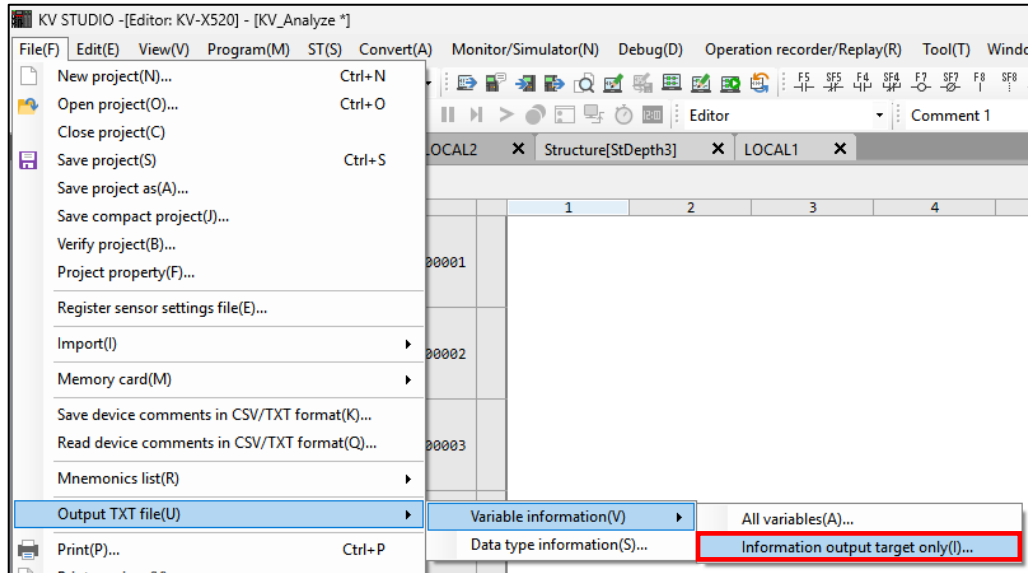 KV STUDIO -[Editor: KV-X520] - [KV_Analyze *]
File(F) Edit(E) View(V) Program(M) ST(S) Convert(A) Monitor/Simulator(N) Debug(D) Operation recorder/Replay(R) Tool(T) Windo
F5 SF5 F4 SF4 F7 SF7 F8 SF8
Editor Comment 1
LOCAL2 Structure[StDepth3] LOCAL1
1 2 3 4
00001
00002
00003
New project(N)... Ctrl+N
Open project(O)... Ctrl+O
Close project(C)
Save project(S) Ctrl+S
Save project as(A)...
Save compact project(J)...
Verify project(B)...
Project property(F)...
Register sensor settings file(E)...
Import(I)
Memory card(M)
Save device comments in CSV/TXT format(K)...
Read device comments in CSV/TXT format(Q)...
Mnemonics list(R)
Output TXT file(U)
Print(P)... Ctrl+P
Variable information(V)
Data type information(S)...
All variables(A)...
Information output target only(I)...